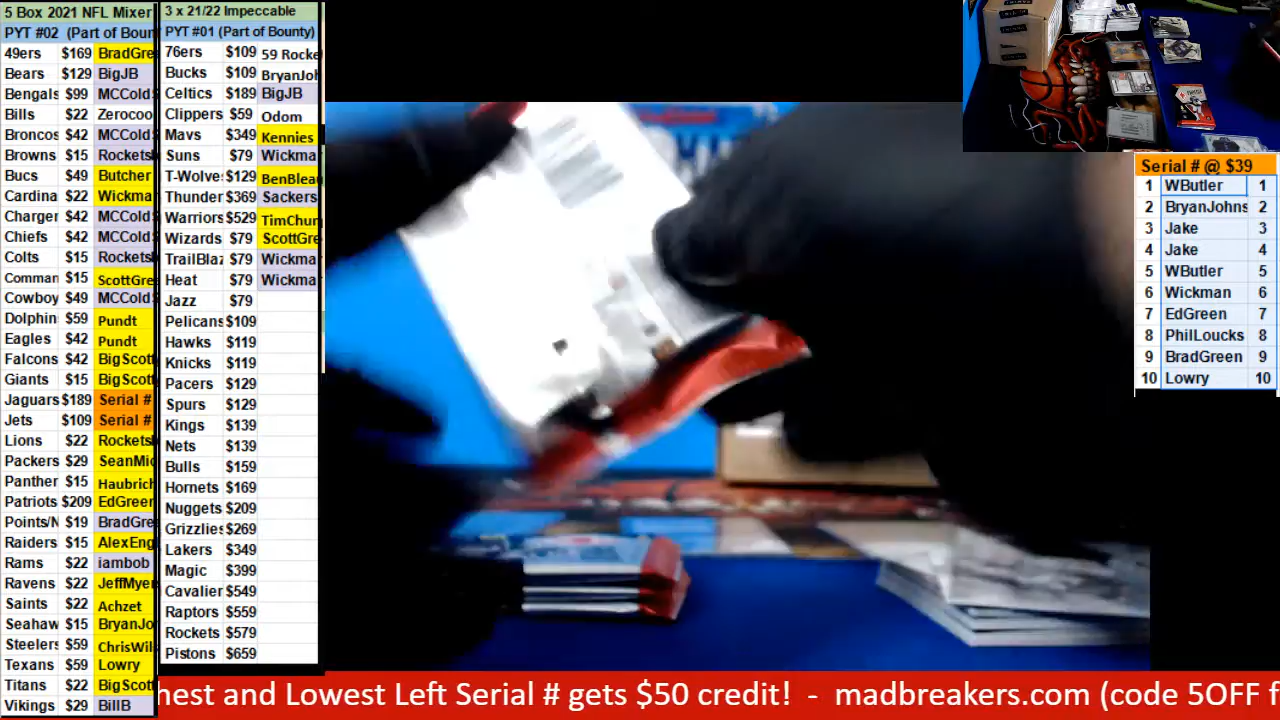 5 Box 2021 NFL Mixer
PYT #02 (Part of Boun
49ers $169 BradGre
Bears $129 BigJB
Bengals $99 MCCold
Bills $22 Zerocoo
Broncos $42 MCCold
Browns $15 Rockets
Bucs $49 Butcher
Cardina $22 Wickma
Charger $42 MCCold
Chiefs $42 MCCold
Colts $15 Rockets
Comman $15 ScottGre
Cowboy $49 MCCold
Dolphin $59 Pundt
Eagles $42 Pundt
Falcons $42 BigScott
Giants $15 BigScott
Jaguars $189 Serial #
Jets $109 Serial #
Lions $22 Rockets
Packers $29 SeanMic
Panther $15 Haubrich
Patriots $209 EdGreen
Points/N $19 BradGre
Raiders $15 AlexEng
Rams $22 iambob
Ravens $22 JeffMyer
Saints $22 Achzet
Seahaw $15 BryanJo
Steelers $59 ChrisWil
Texans $59 Lowry
Titans $22 BigScott
Vikings $29 BillB
3 x 21/22 Impeccable
PYT #01 (Part of Bounty)
76ers $109 59 Rocke
Bucks $109 BryanJoh
Celtics $189 BigJB
Clippers $59 Odom
Mavs $349 Kennies
Suns $79 Wickma
T-Wolve $129 BenBleau
Thunder $369 Sackers
Warriors $529 TimChun
Wizards $79 ScottGre
TrailBlaz $79 Wickma
Heat $79 Wickma
Jazz $79
Pelicans $109
Hawks $119
Knicks $119
Pacers $129
Spurs $129
Kings $139
Nets $139
Bulls $159
Hornets $169
Nuggets $209
Grizzlies $269
Lakers $349
Magic $399
Cavalier $549
Raptors $559
Rockets $579
Pistons $659
Serial # @ $39
1 WButler 1
2 BryanJohns 2
3 Jake 3
4 Jake 4
5 WButler 5
6 Wickman 6
7 EdGreen 7
8 PhilLoucks 8
9 BradGreen 9
10 Lowry 10
hest and Lowest Left Serial # gets $50 credit! - madbreakers.com (code 5OFF f